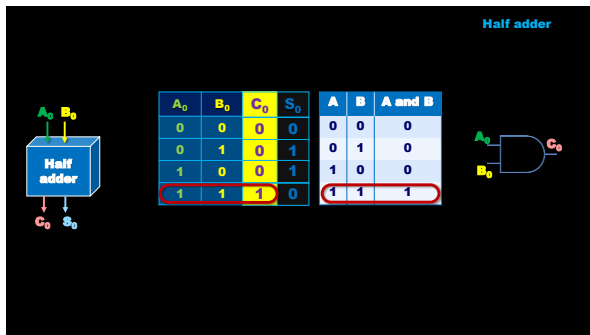 Half adder
A₀ B₀
Half
adder
C₀ S₀
A₀ B₀ C₀ S₀
0 0 0 0
0 1 0 1
1 0 0 1
1 1 1 0
A B A and B
0 0 0
0 1 0
1 0 0
1 1 1
A₀
B₀
C₀